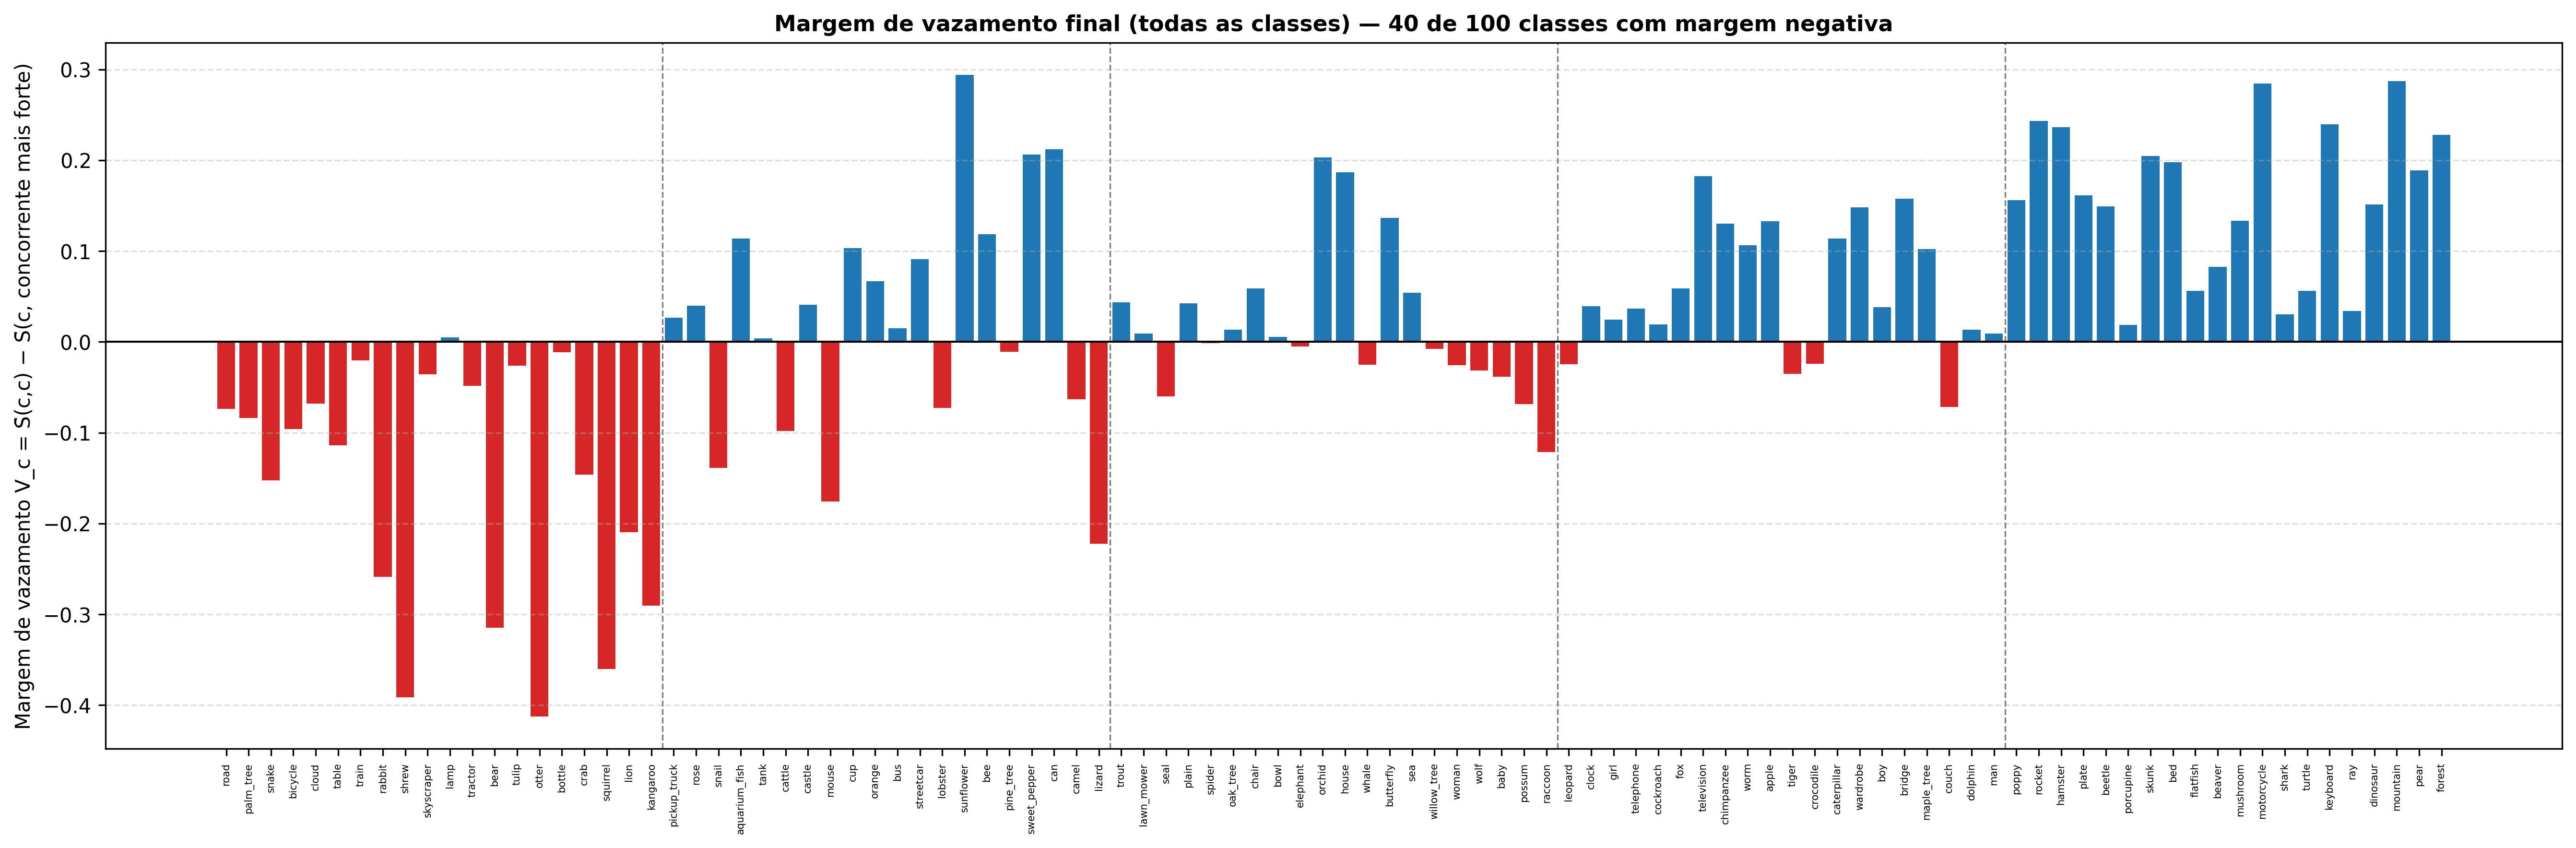 Margem de vazamento final (todas as classes) — 40 de 100 classes com margem negativa
Margem de vazamento V_c = S(c,c) − S(c, concorrente mais forte)
0.3
0.2
0.1
0.0
−0.1
−0.2
−0.3
−0.4
road
palm_tree
snake
bicycle
cloud
table
train
rabbit
shrew
skyscraper
lamp
tractor
bear
tulip
otter
bottle
crab
squirrel
lion
kangaroo
pickup_truck
rose
snail
aquarium_fish
tank
cattle
castle
mouse
cup
orange
bus
streetcar
lobster
sunflower
bee
pine_tree
sweet_pepper
can
camel
lizard
trout
lawn_mower
seal
plain
spider
oak_tree
chair
bowl
elephant
orchid
house
whale
butterfly
sea
willow_tree
woman
wolf
baby
possum
raccoon
leopard
clock
girl
telephone
cockroach
fox
television
chimpanzee
worm
apple
tiger
crocodile
caterpillar
wardrobe
boy
bridge
maple_tree
couch
dolphin
man
poppy
rocket
hamster
plate
beetle
porcupine
skunk
bed
flatfish
beaver
mushroom
motorcycle
shark
turtle
keyboard
ray
dinosaur
mountain
pear
forest